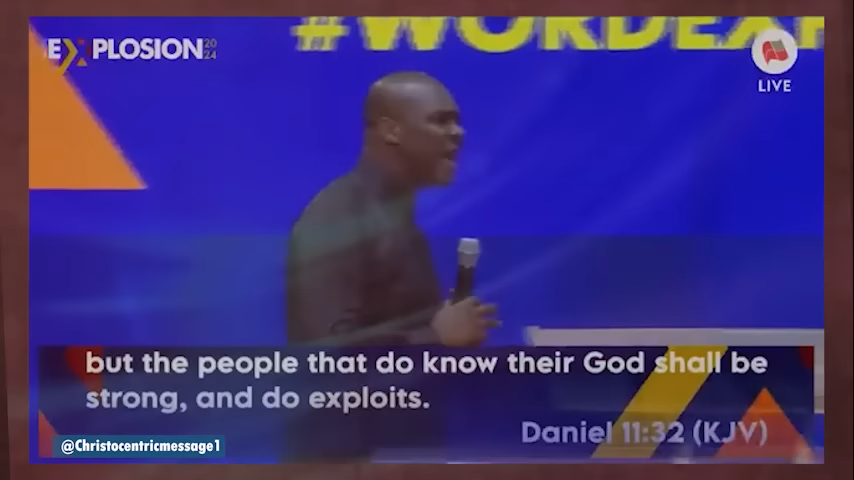 #WORDEXP
EXPLOSION 2024
LIVE
but the people that do know their God shall be
strong, and do exploits.
Daniel 11:32 (KJV)
@Christocentricmessage1